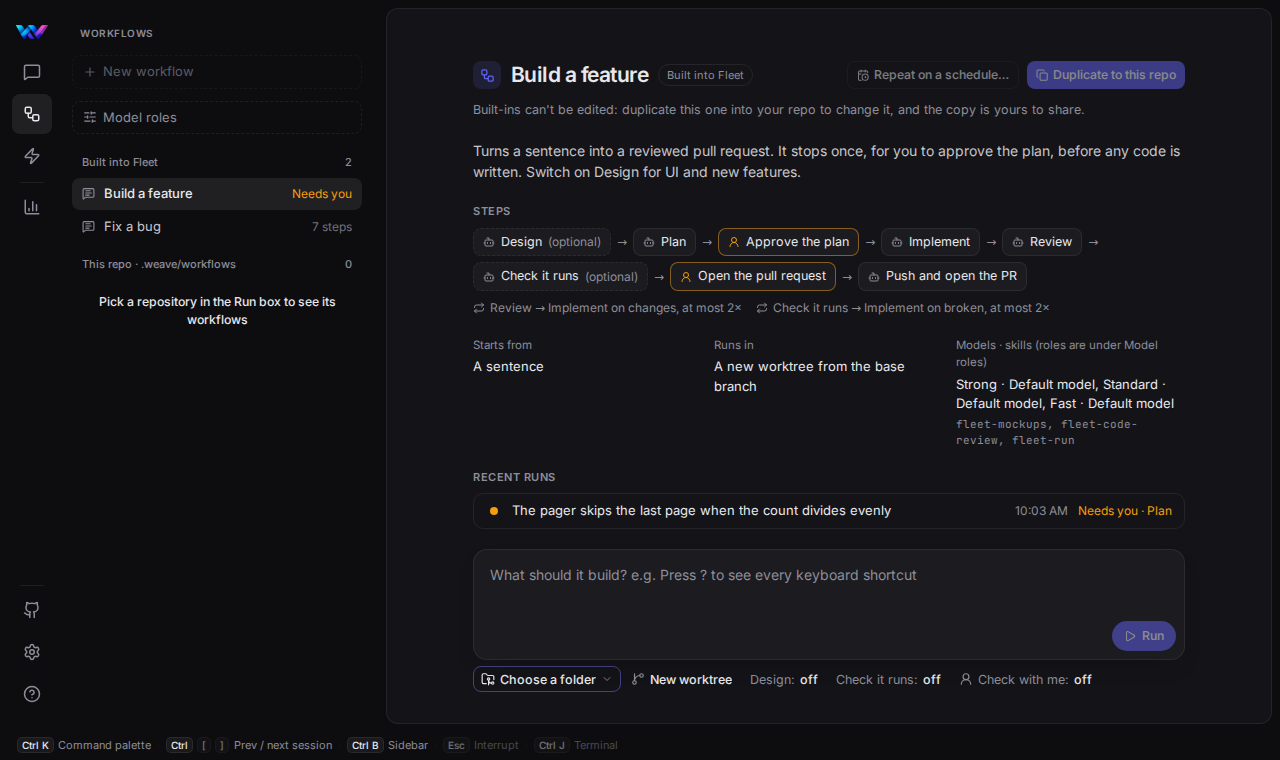 WORKFLOWS
New workflow
Model roles
Built into Fleet 2
Build a feature Needs you
Fix a bug 7 steps
This repo · .weave/workflows 0
Pick a repository in the Run box to see its
workflows
Build a feature Built into Fleet Repeat on a schedule... Duplicate to this repo
Built-ins can't be edited: duplicate this one into your repo to change it, and the copy is yours to share.
Turns a sentence into a reviewed pull request. It stops once, for you to approve the plan, before any code is
written. Switch on Design for UI and new features.
STEPS
Design (optional) → Plan → Approve the plan → Implement → Review →
Check it runs (optional) → Open the pull request → Push and open the PR
Review → Implement on changes, at most 2× Check it runs → Implement on broken, at most 2×
Starts from
A sentence
Runs in
A new worktree from the base
branch
Models · skills (roles are under Model
roles)
Strong · Default model, Standard ·
Default model, Fast · Default model
fleet-mockups, fleet-code-
review, fleet-run
RECENT RUNS
The pager skips the last page when the count divides evenly 10:03 AM Needs you · Plan
What should it build? e.g. Press ? to see every keyboard shortcut
Run
Choose a folder New worktree Design: off Check it runs: off Check with me: off
Ctrl K Command palette Ctrl [ ] Prev / next session Ctrl B Sidebar Esc Interrupt Ctrl J Terminal